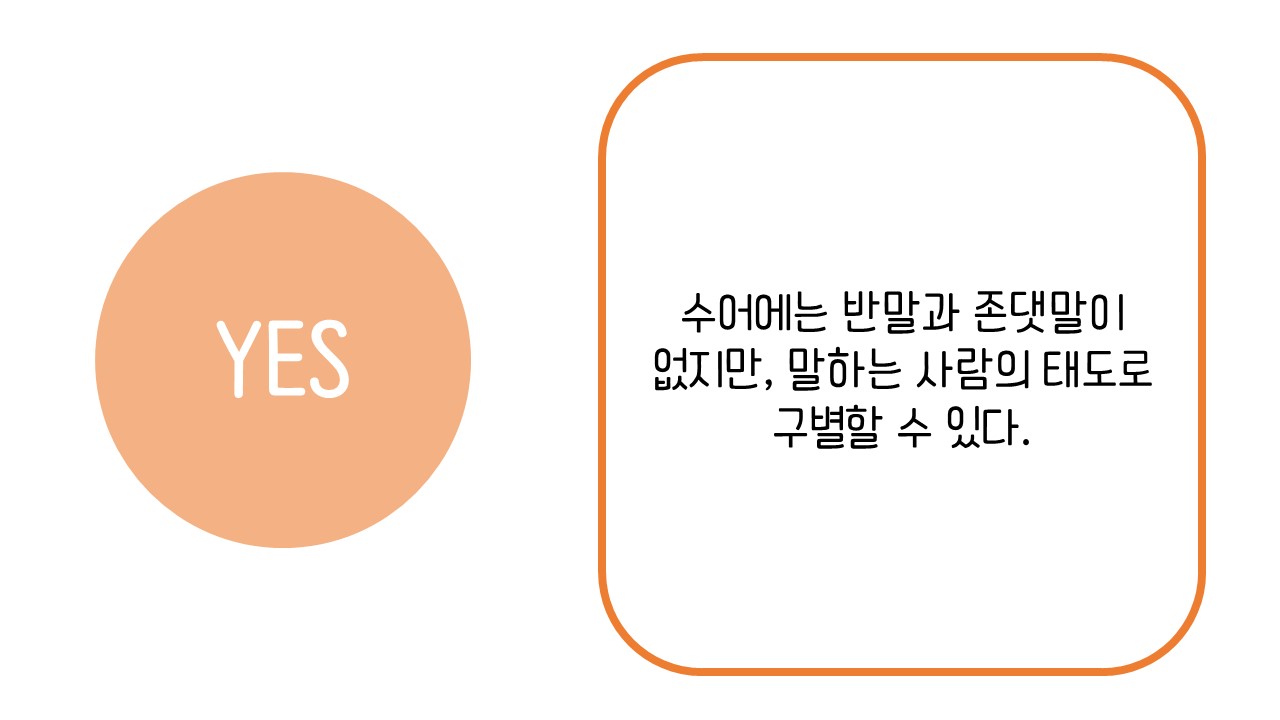 YES
수어에는 반말과 존댓말이
없지만, 말하는 사람의 태도로
구별할 수 있다.